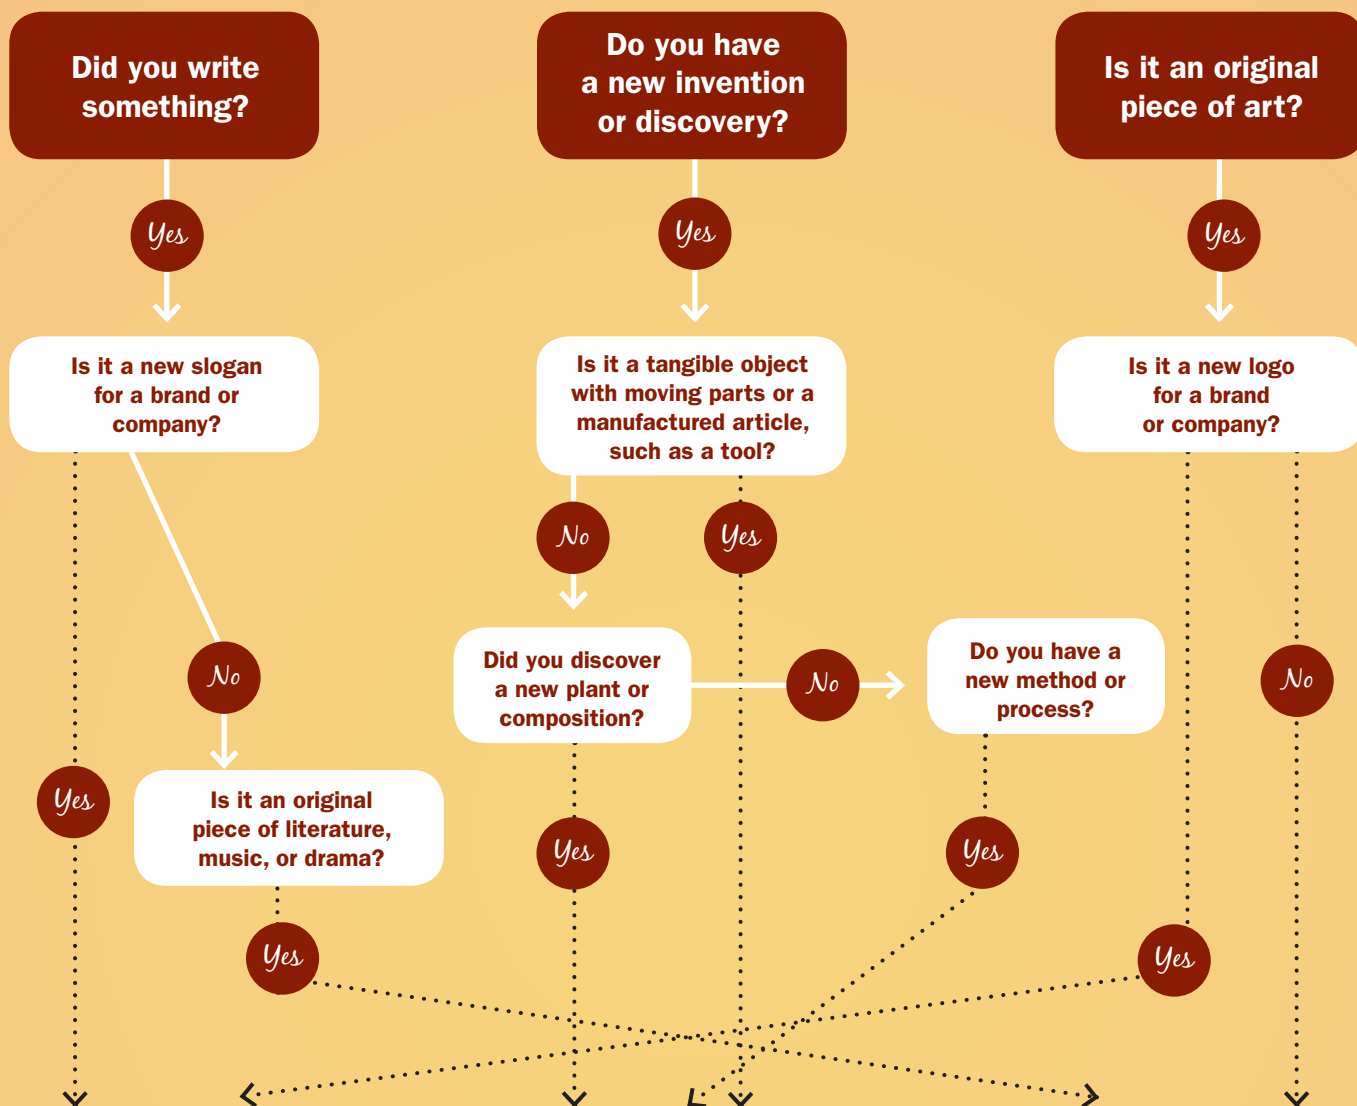 Did you write
something?
Do you have
a new invention
or discovery?
Is it an original
piece of art?
Yes
Yes
Yes
Is it a new slogan
for a brand or
company?
Is it a tangible object
with moving parts or a
manufactured article,
such as a tool?
Is it a new logo
for a brand
or company?
No
Yes
Did you discover
a new plant or
composition?
No
Do you have a
new method or
process?
No
No
Yes
Is it an original
piece of literature,
music, or drama?
Yes
Yes
Yes
Yes